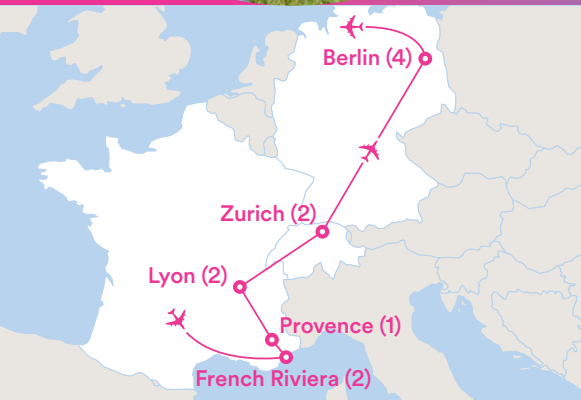 Berlin (4)
Zurich (2)
Lyon (2)
Provence (1)
French Riviera (2)